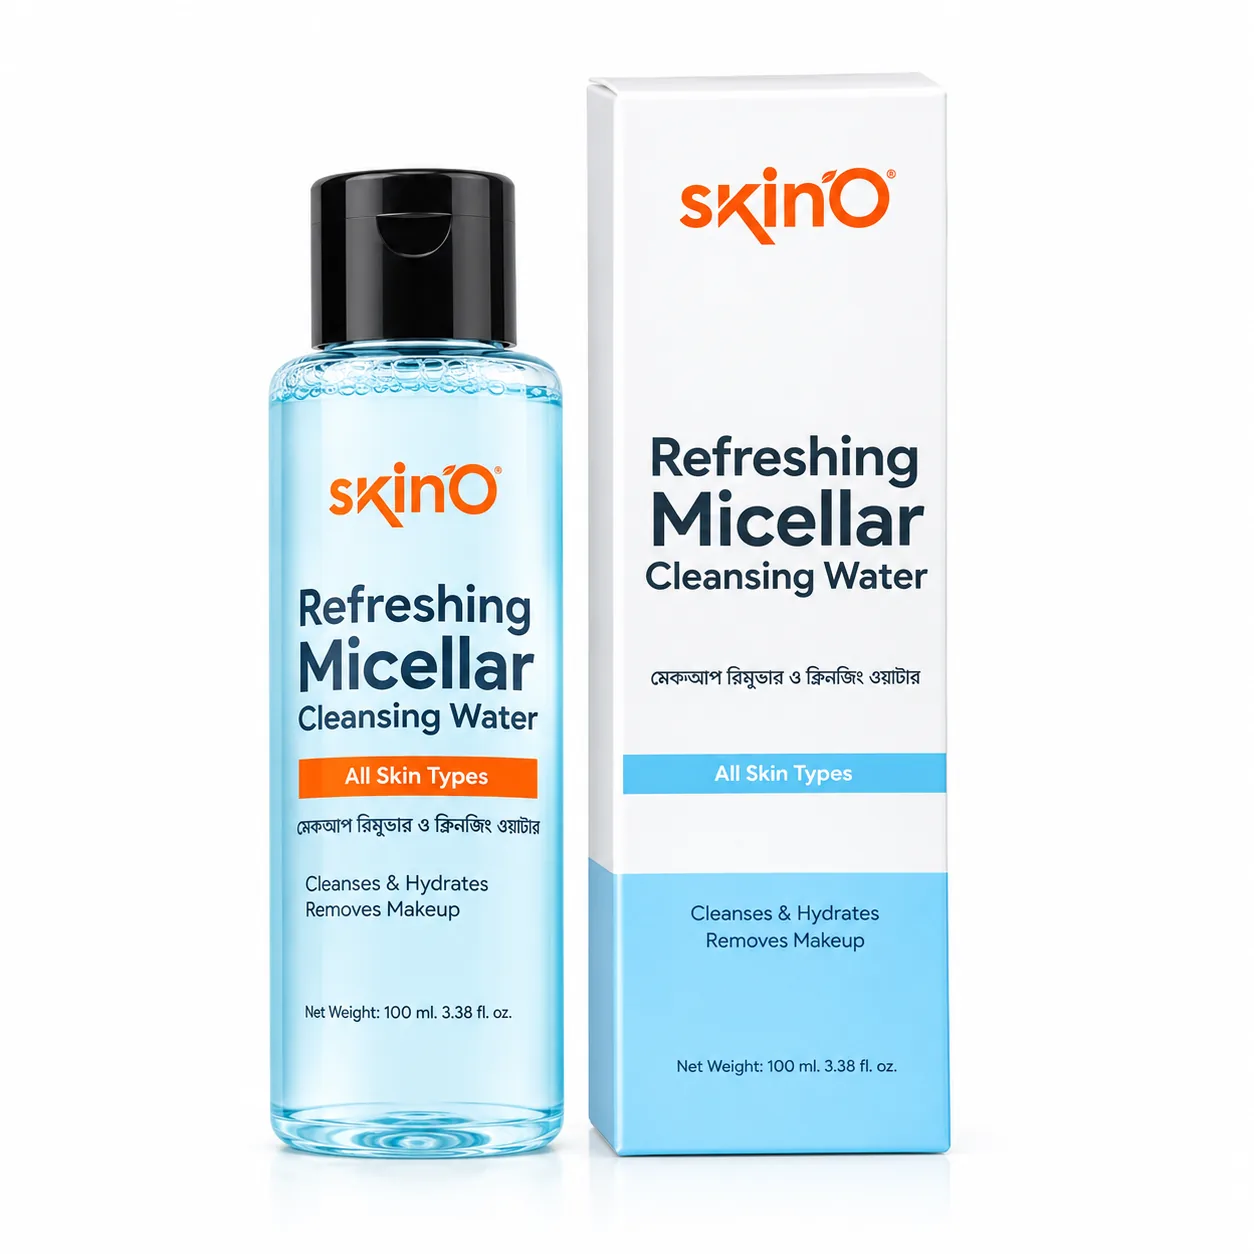 skin'O®
Refreshing
Micellar
Cleansing Water
All Skin Types
মেকআপ রিমুভার ও ক্লিনজিং ওয়াটার
Cleanses & Hydrates
Removes Makeup
Net Weight: 100 ml. 3.38 fl. oz.
skin'O®
Refreshing
Micellar
Cleansing Water
মেকআপ রিমুভার ও ক্লিনজিং ওয়াটার
All Skin Types
Cleanses & Hydrates
Removes Makeup
Net Weight: 100 ml. 3.38 fl. oz.